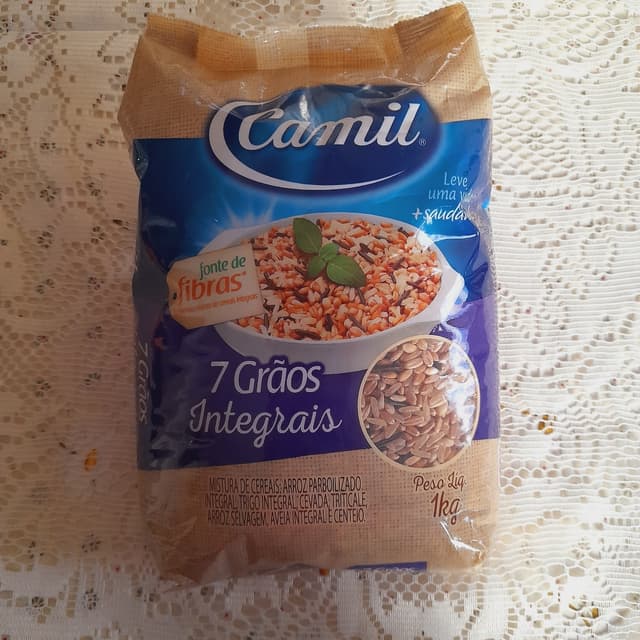 Camil®
Leve
uma
+saudáv
fonte de
fibras
7 Grãos
Integrais
7 Grãos
MISTURA DE CEREAIS: ARROZ PARBOILIZADO
INTEGRAL, TRIGO INTEGRAL, CEVADA, TRITICALE,
ARROZ SELVAGEM, AVEIA INTEGRAL E CENTEIO.
Peso Líq.
1kg